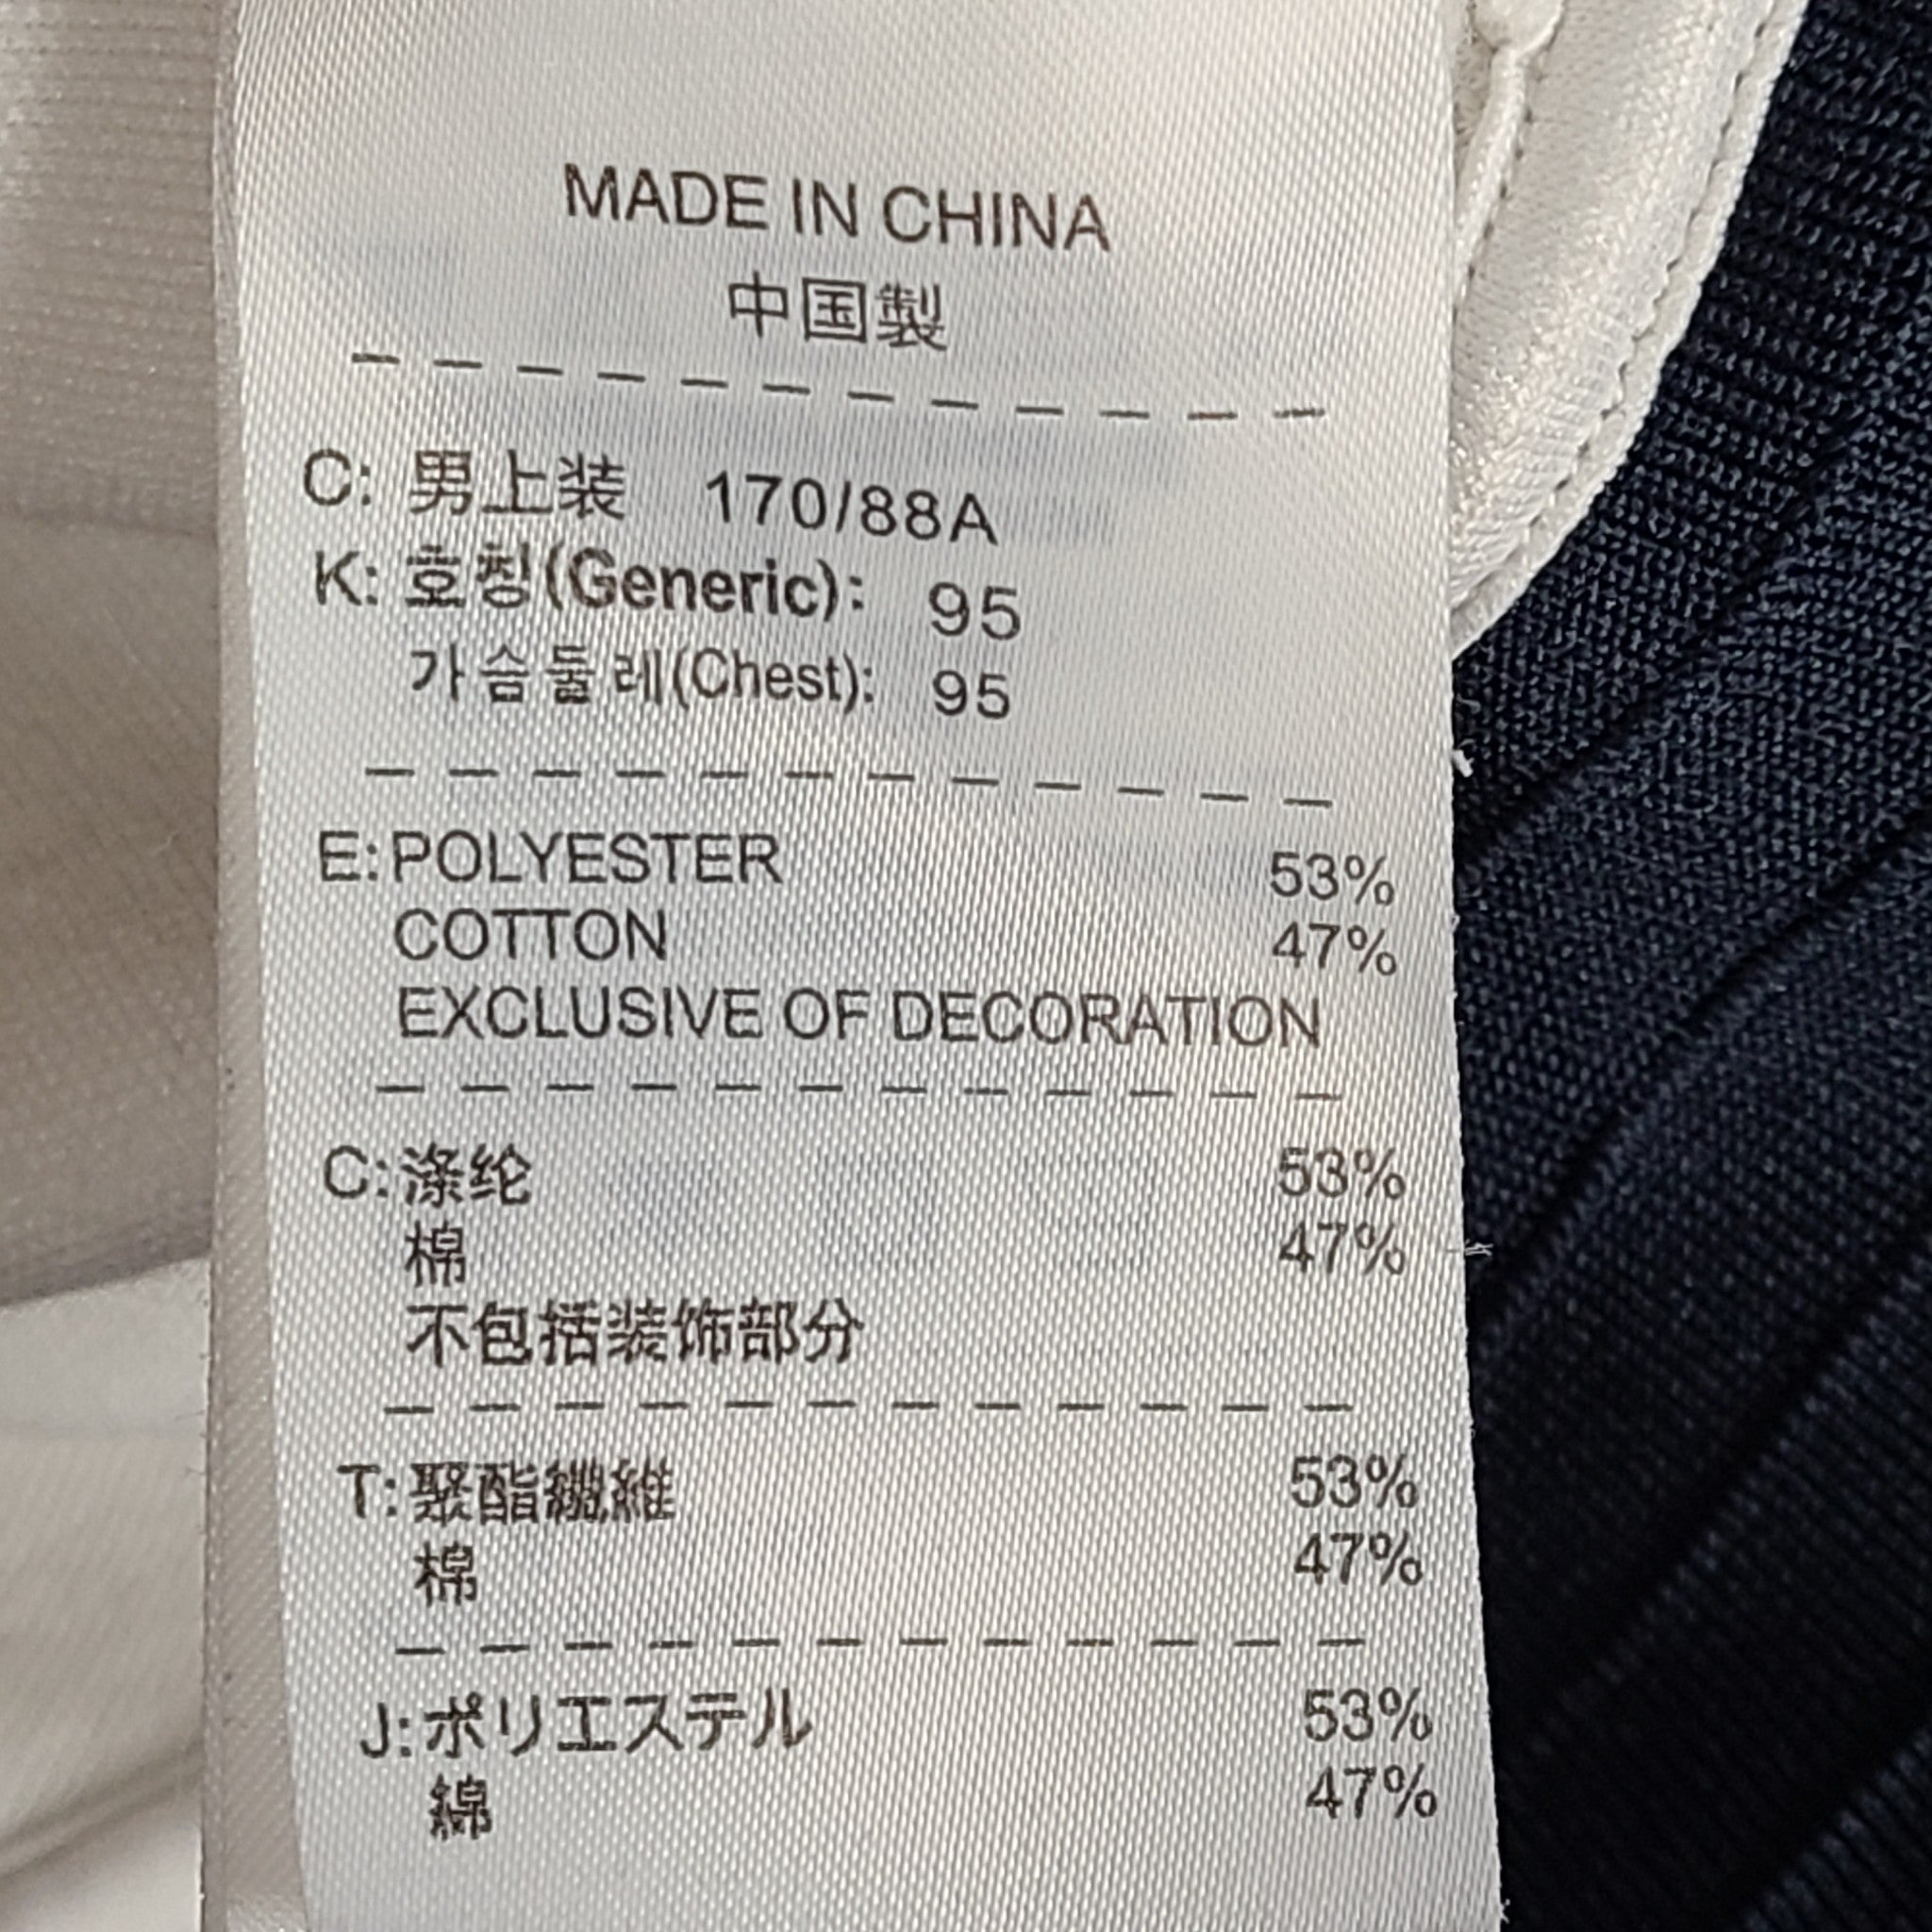 MADE IN CHINA
中国製
C: 男上装 170/88A
K: 호칭(Generic): 95
가슴둘레(Chest): 95
E: POLYESTER 53%
COTTON 47%
EXCLUSIVE OF DECORATION
C: 涤纶 53%
棉 47%
不包括装饰部分
T: 聚酯纖維 53%
棉 47%
J: ポリエステル 53%
綿 47%